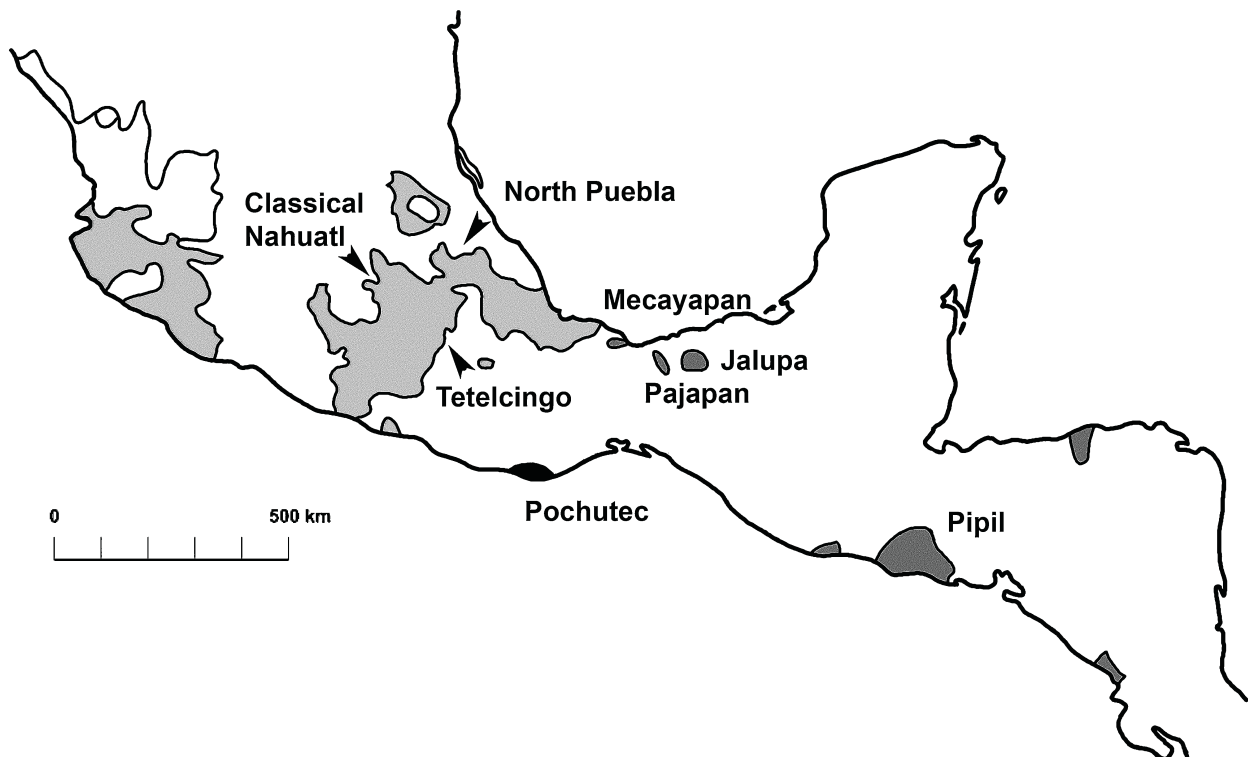 North Puebla
Classical
Nahuatl
Mecayapan
Jalupa
Pajapan
Tetelcingo
Pochutec
0 500 km
Pipil